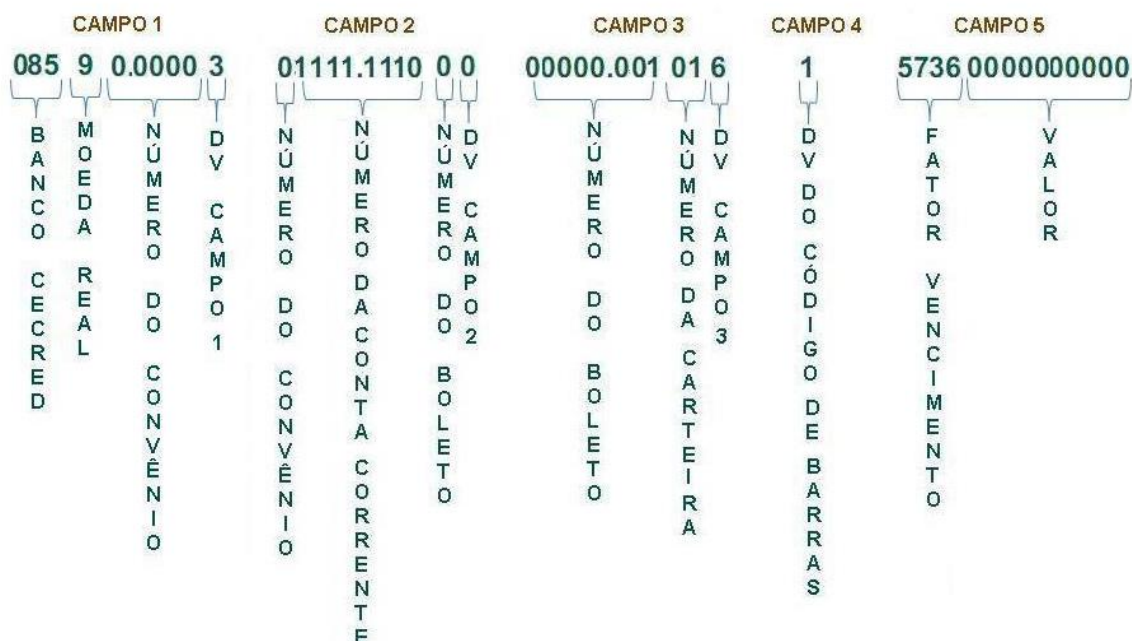 CAMPO 1 CAMPO 2 CAMPO 3 CAMPO 4 CAMPO 5
085 9 0.0000 3 01111.1110 0 0 00000.001 01 6 1 5736 0000000000
BANCO CECRED
MOEDA REAL
NÚMERO DO CONVÊNIO
DV CAMPO 1
NÚMERO DO CONVÊNIO
NÚMERO DA CONTA CORRENTE
NÚMERO DO BOLETO
DV CAMPO 2
NÚMERO DO BOLETO
NÚMERO DA CARTEIRA
DV CAMPO 3
DV DO CÓDIGO DE BARRAS
FATOR VENCIMENTO
VALOR